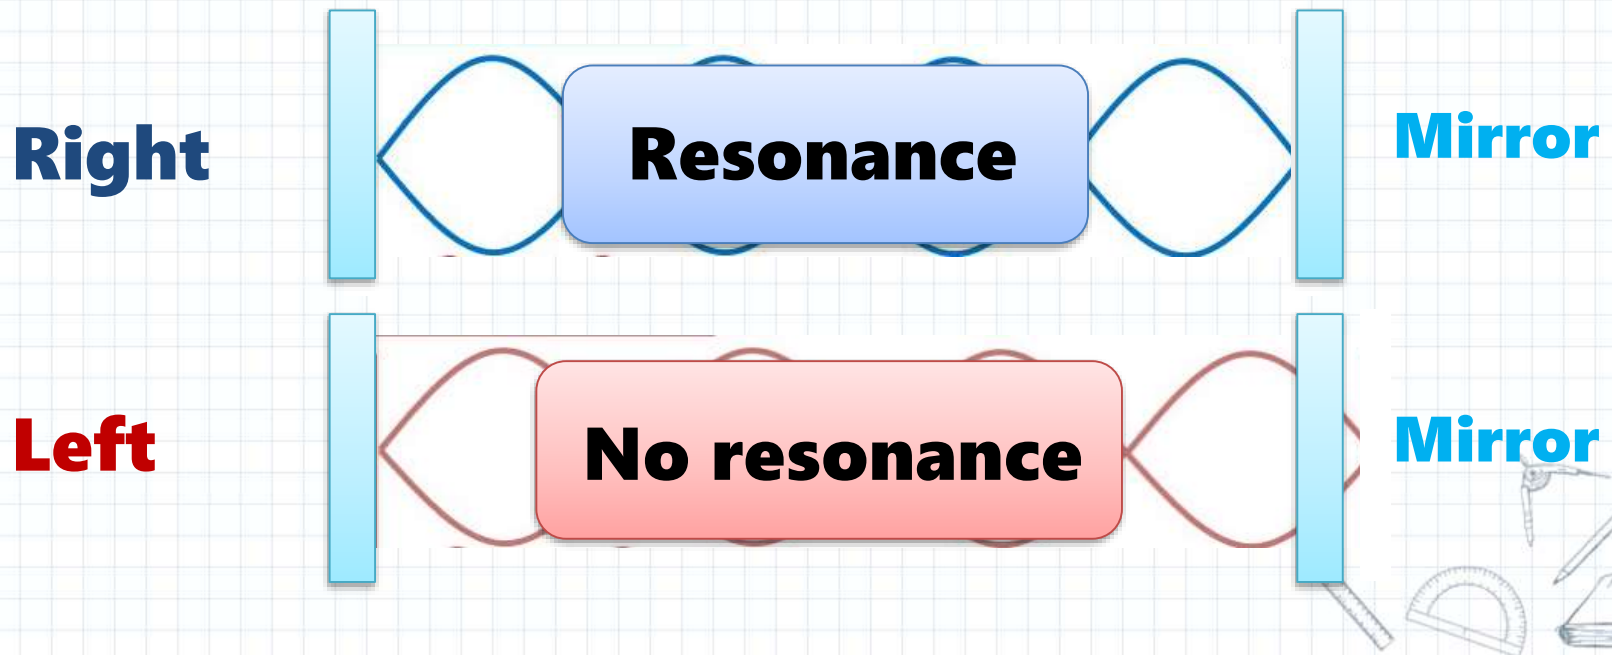 Right
Resonance
Mirror
Left
No resonance
Mirror